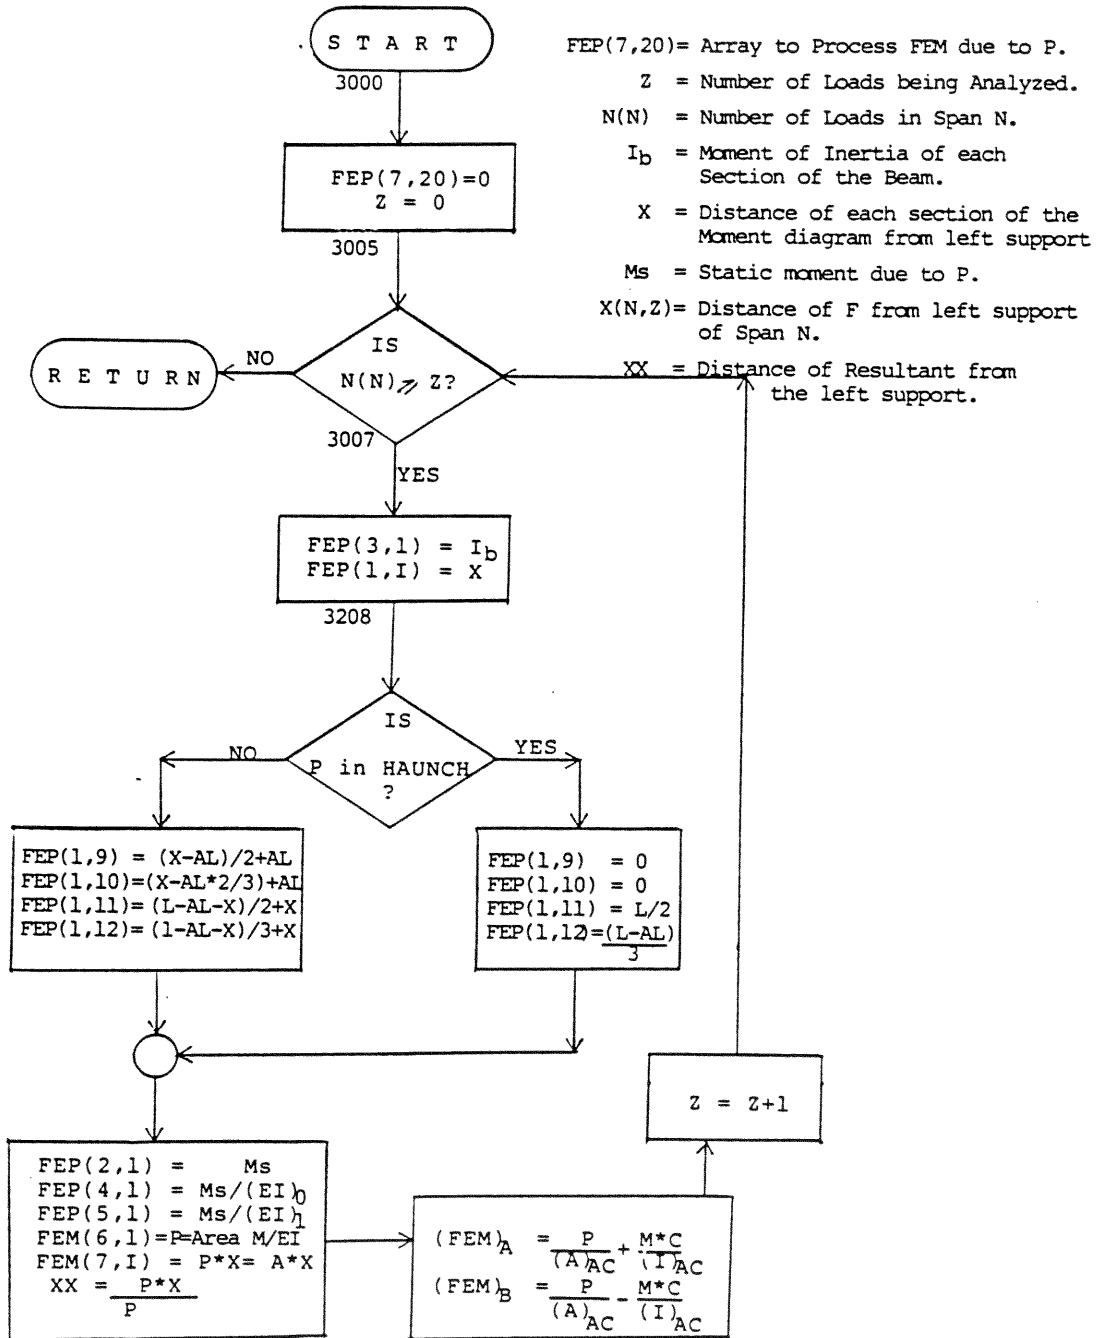 S T A R T
3000
FEP(7,20)= Array to Process FEM due to P.
Z = Number of Loads being Analyzed.
N(N) = Number of Loads in Span N.
Ib = Moment of Inertia of each
Section of the Beam.
X = Distance of each section of the
Moment diagram from left support
Ms = Static moment due to P.
X(N,Z)= Distance of F from left support
of Span N.
XX = Distance of Resultant from
the left support.
FEP(7,20)=0
Z = 0
3005
IS
N(N) ⩾ Z?
NO
R E T U R N
3007
YES
FEP(3,1) = Ib
FEP(1,I) = X
3208
IS
P in HAUNCH
?
NO
YES
FEP(1,9) = (X-AL)/2+AL
FEP(1,10)=(X-AL*2/3)+AL
FEP(1,11)= (L-AL-X)/2+X
FEP(1,12)= (1-AL-X)/3+X
FEP(1,9) = 0
FEP(1,10) = 0
FEP(1,11) = L/2
FEP(1,12)=(L-AL)
3
Z = Z+1
FEP(2,1) = Ms
FEP(4,1) = Ms/(EI)0
FEP(5,1) = Ms/(EI)1
FEM(6,1)=P=Area M/EI
FEM(7,I) = P*X= A*X
XX = P*X
P
(FEM)A = P + M*C
(A)AC (I)AC
(FEM)B = P - M*C
(A)AC (I)AC